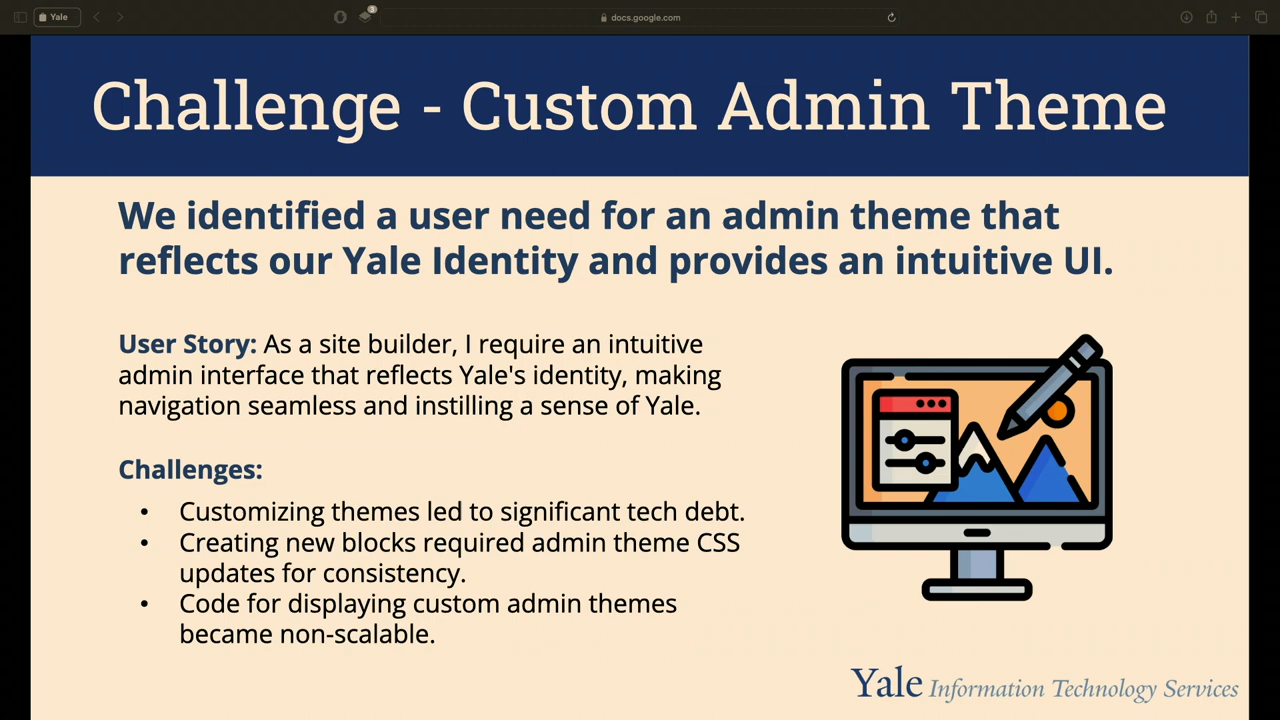 Yale
3
docs.google.com
Challenge - Custom Admin Theme
We identified a user need for an admin theme that
reflects our Yale Identity and provides an intuitive UI.
User Story: As a site builder, I require an intuitive
admin interface that reflects Yale's identity, making
navigation seamless and instilling a sense of Yale.
Challenges:
• Customizing themes led to significant tech debt.
• Creating new blocks required admin theme CSS
updates for consistency.
• Code for displaying custom admin themes
became non-scalable.
Yale Information Technology Services